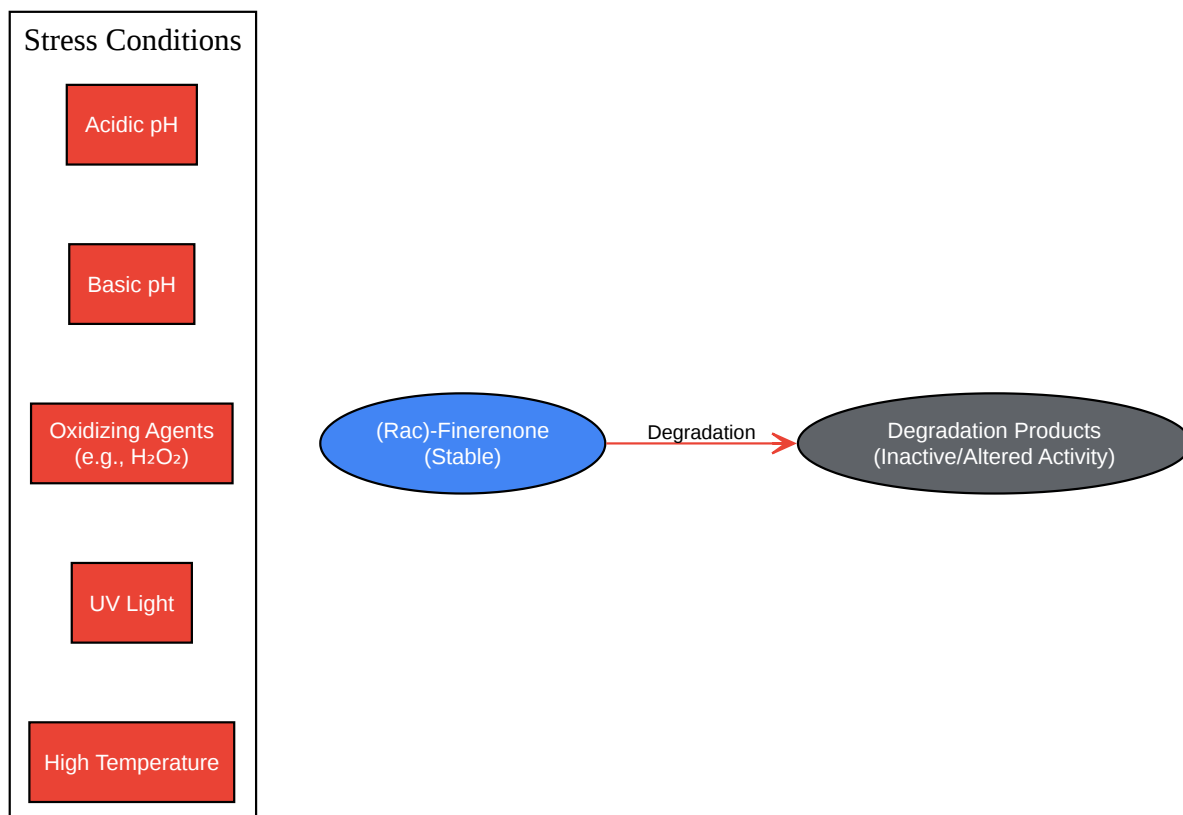 Stress Conditions
Acidic pH
Basic pH
Oxidizing Agents
(e.g., H₂O₂)
UV Light
High Temperature
(Rac)-Finerenone
(Stable)
Degradation
Degradation Products
(Inactive/Altered Activity)